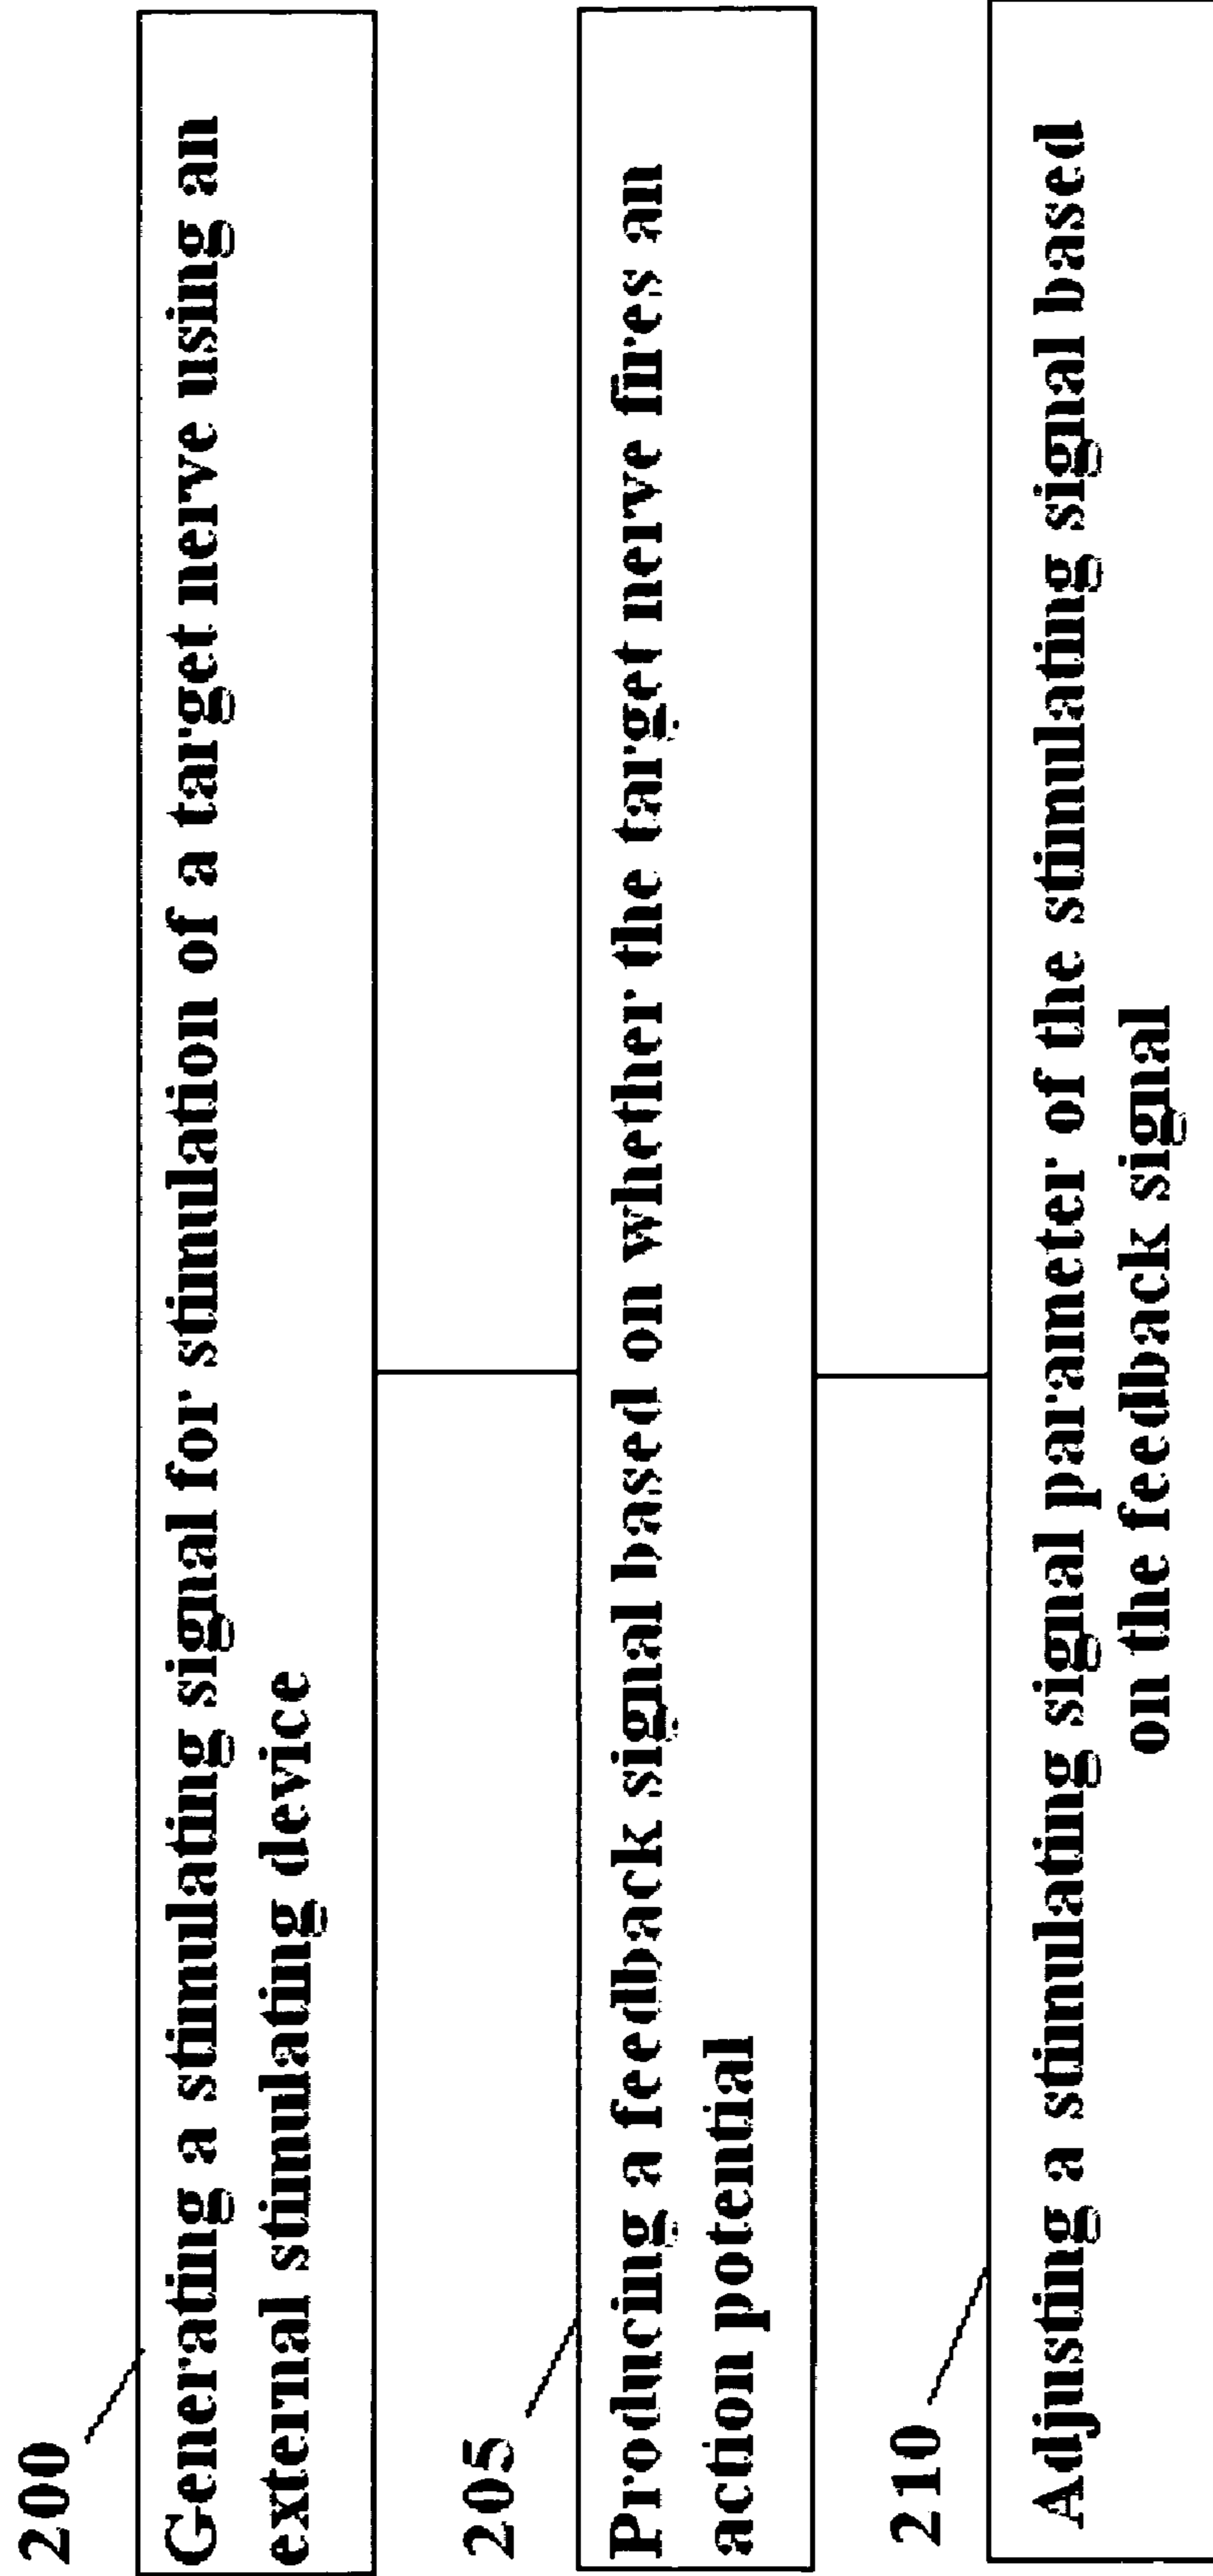 200
Generating a stimulating signal for stimulation of a target nerve using an
external stimulating device
205
Producing a feedback signal based on whether the target nerve fires an
action potential
210
Adjusting a stimulating signal parameter of the stimulating signal based
on the feedback signal